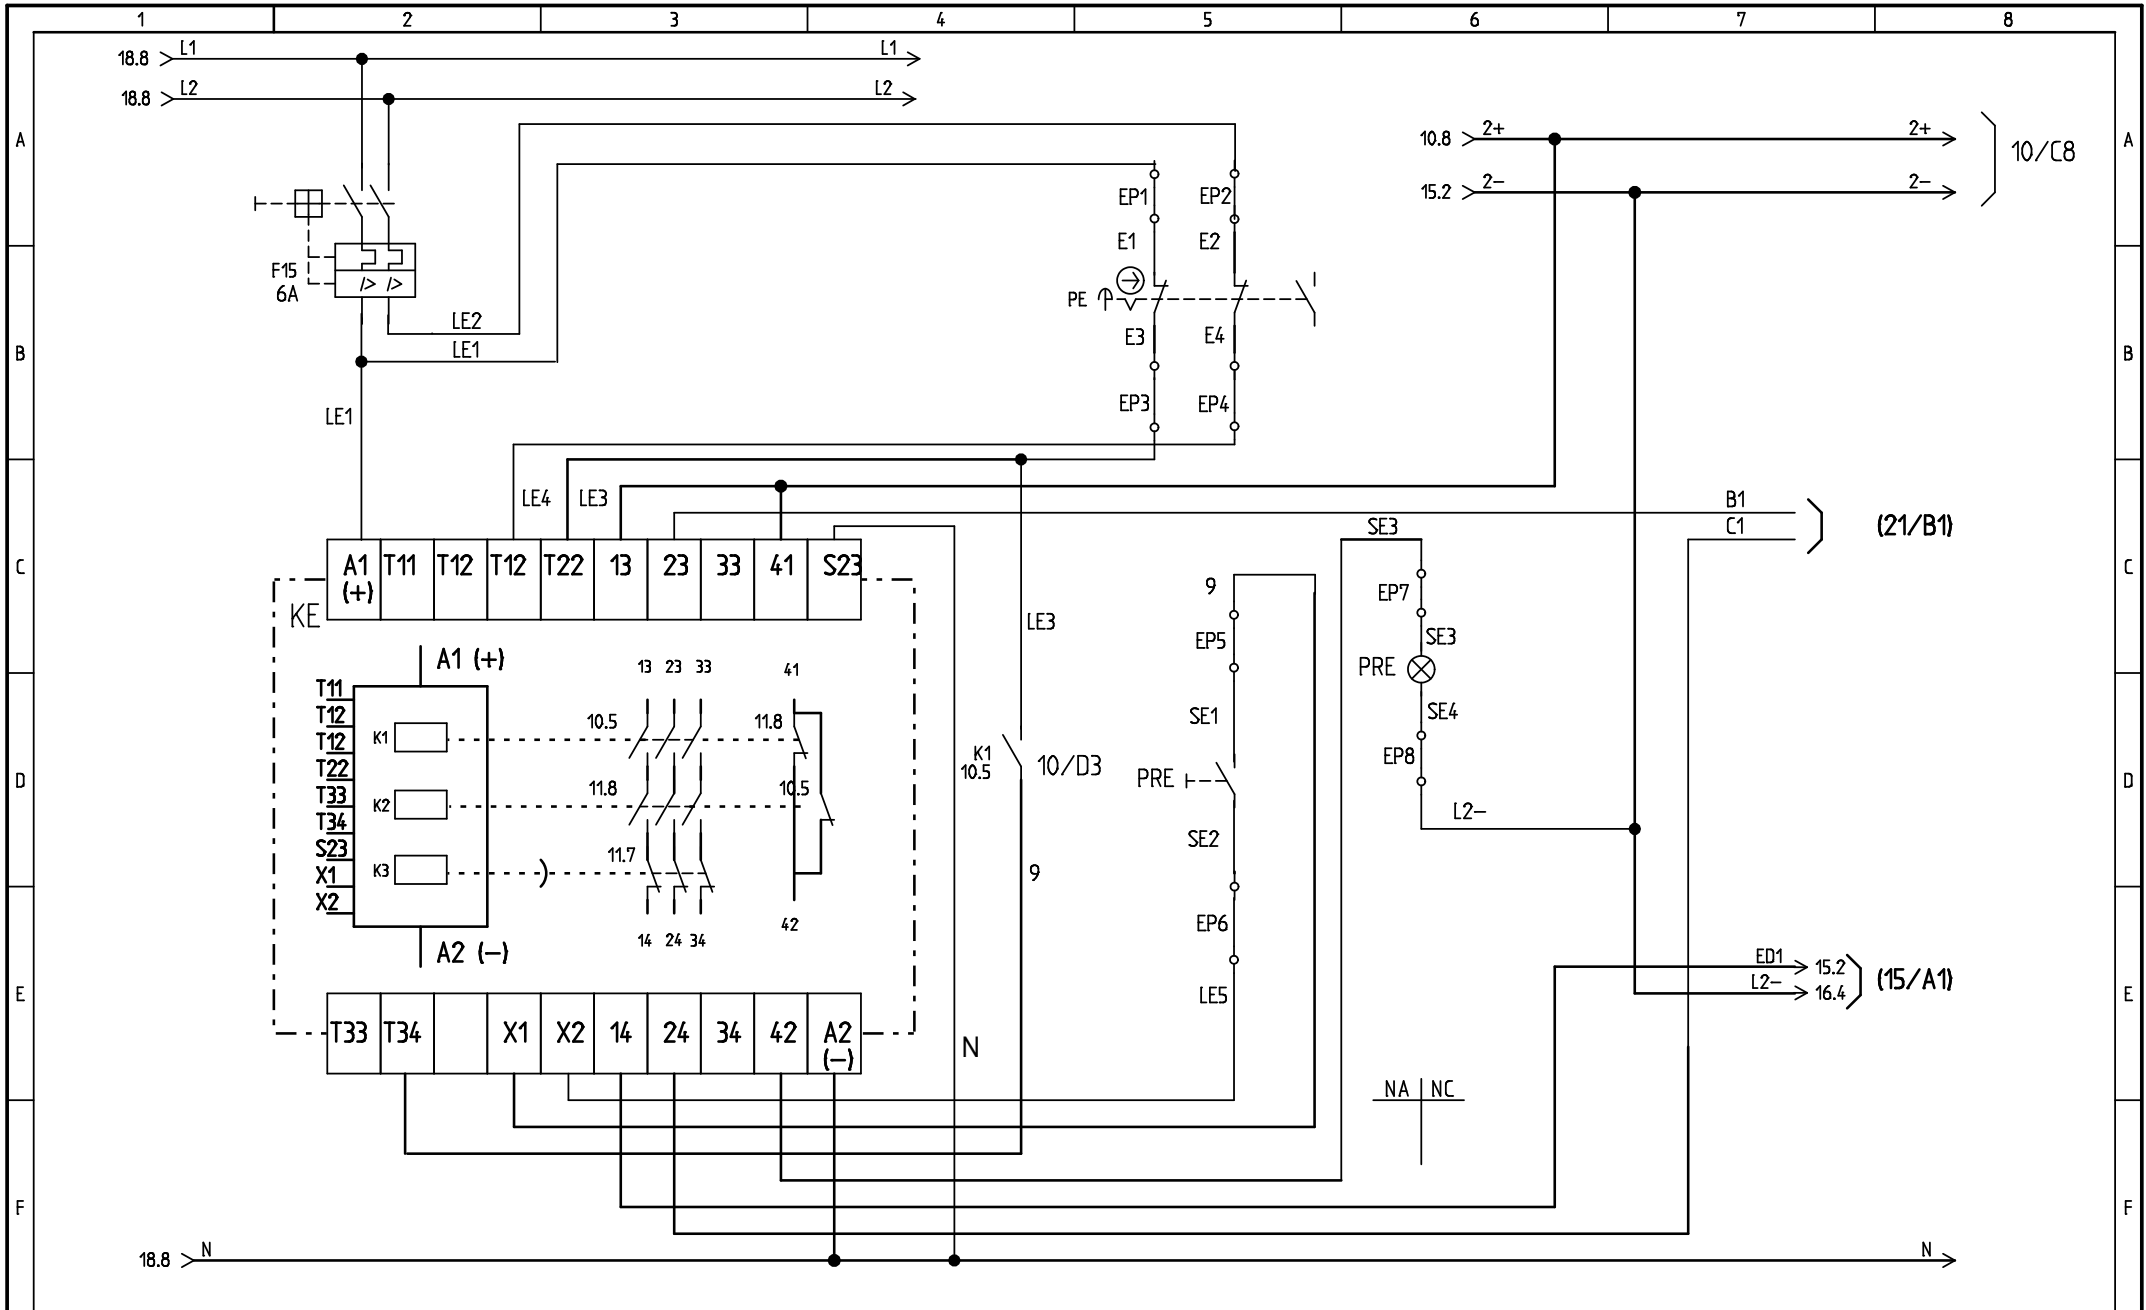 1 2 3 4 5 6 7 8
18.8 L1 L1
18.8 L2 L2
10.8 2+ 2+
A 15.2 2- 2- 10/C8 A
EP1 EP2
E1 E2
F15
6A
PE
LE2
E3 E4
B LE1 B
LE1 EP3 EP4
LE4 LE3 B1
SE3 C1 (21/B1)
C A1 T11 T12 T12 T22 13 23 33 41 S23 C
(+)
KE 9 EP7
LE3 EP5 SE3
A1 (+) 13 23 33 41 PRE
T11
T12 10.5 11.8 SE1 SE4
T12 K1
T22 K1 10/D3 EP8
10.5
D T33 11.8 10.5 PRE D
K2
T34 L2-
S23 11.7 SE2
X1 K3 9
X2
42 EP6
14 24 34
A2 (-) ED1 15.2
E LE5 L2- 16.4 (15/A1) E
T33 T34 X1 X2 14 24 34 42 A2 N
(-)
NA NC
F F
18.8 N N